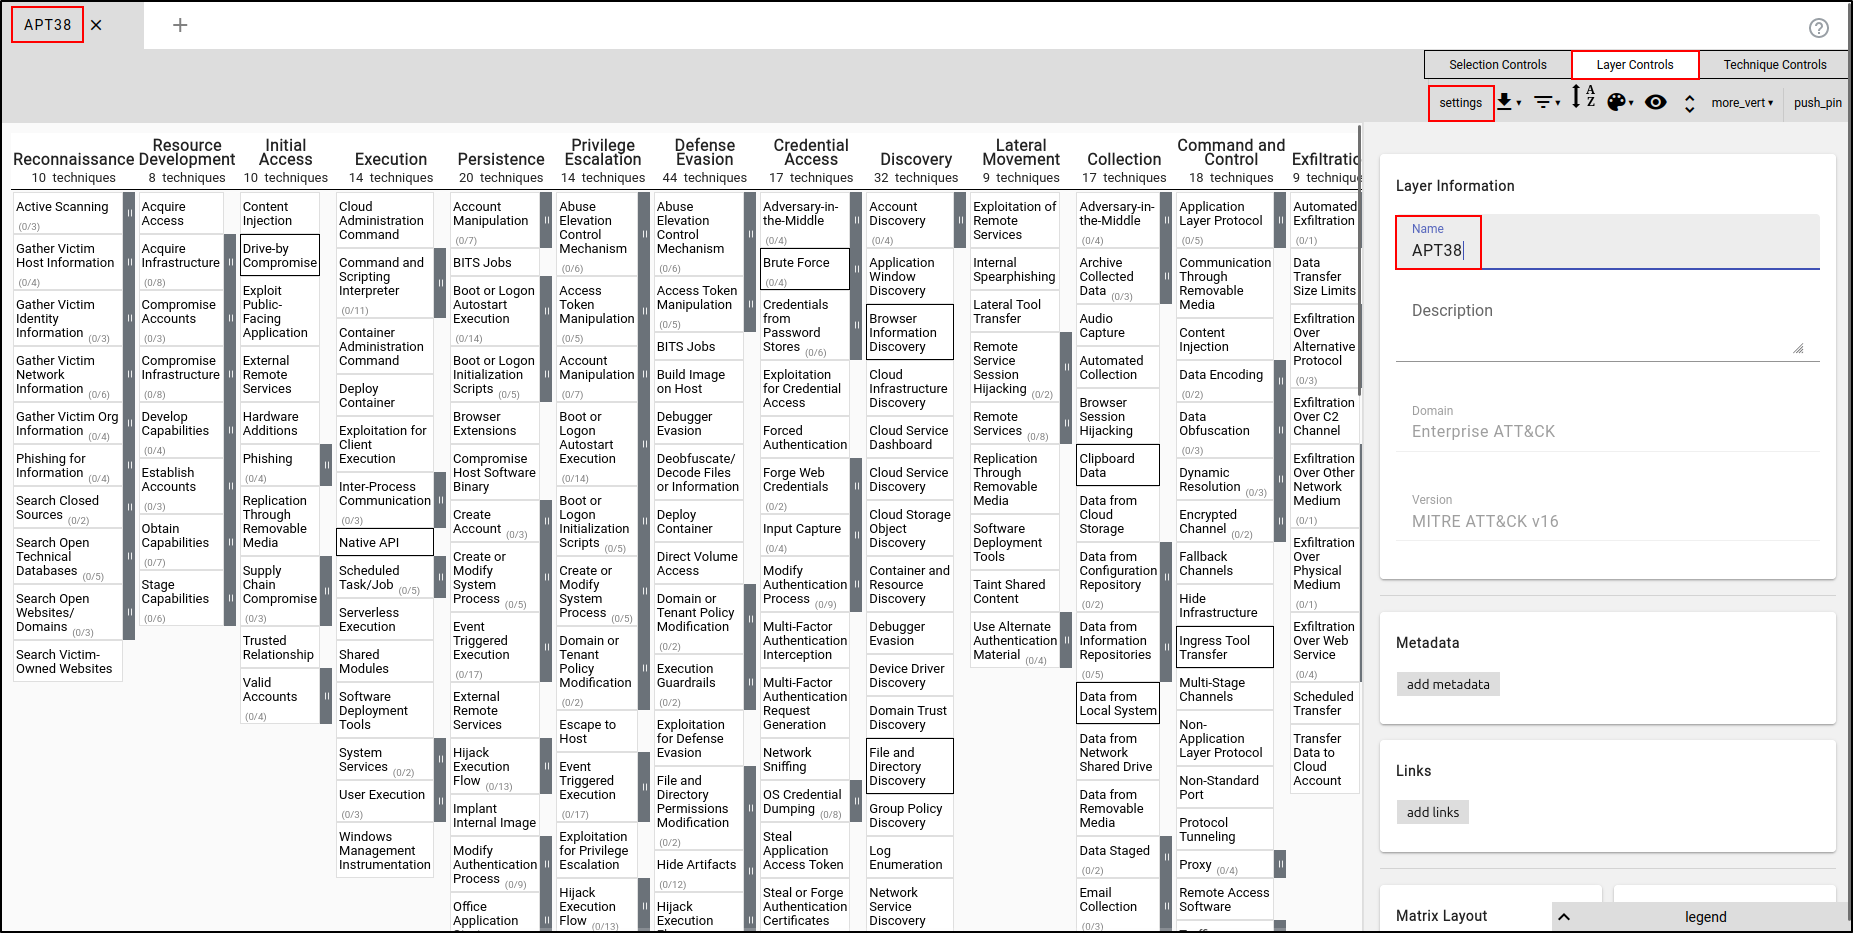 APT38
Selection Controls
Layer Controls
Technique Controls
settings
A
Z
more_vert
push_pin
Reconnaissance
10 techniques
Active Scanning
(0/3)
Gather Victim
Host Information
(0/4)
Gather Victim
Identity
Information (0/3)
Gather Victim
Network
Information (0/6)
Gather Victim Org
Information (0/4)
Phishing for
Information (0/4)
Search Closed
Sources (0/2)
Search Open
Technical
Databases (0/5)
Search Open
Websites/
Domains (0/3)
Search Victim-
Owned Websites
Resource
Development
8 techniques
Acquire
Access
Acquire
Infrastructure
(0/8)
Compromise
Accounts
(0/3)
Compromise
Infrastructure
(0/8)
Develop
Capabilities
(0/4)
Establish
Accounts
(0/3)
Obtain
Capabilities
(0/7)
Stage
Capabilities
(0/6)
Initial
Access
10 techniques
Content
Injection
Drive-by
Compromise
Exploit
Public-
Facing
Application
External
Remote
Services
Hardware
Additions
Phishing
(0/4)
Replication
Through
Removable
Media
Supply
Chain
Compromise
(0/3)
Trusted
Relationship
Valid
Accounts
(0/4)
Execution
14 techniques
Cloud
Administration
Command
Command and
Scripting
Interpreter
(0/11)
Container
Administration
Command
Deploy
Container
Exploitation for
Client
Execution
Inter-Process
Communication
(0/3)
Native API
Scheduled
Task/Job (0/5)
Serverless
Execution
Shared
Modules
Software
Deployment
Tools
System
Services (0/2)
User Execution
(0/3)
Windows
Management
Instrumentation
Persistence
20 techniques
Account
Manipulation
(0/7)
BITS Jobs
Boot or Logon
Autostart
Execution
(0/14)
Boot or Logon
Initialization
Scripts (0/5)
Browser
Extensions
Compromise
Host Software
Binary
Create
Account (0/3)
Create or
Modify
System
Process (0/5)
Event
Triggered
Execution
(0/17)
External
Remote
Services
Hijack
Execution
Flow (0/13)
Implant
Internal Image
Modify
Authentication
Process (0/9)
Office
Application
Privilege
Escalation
14 techniques
Abuse
Elevation
Control
Mechanism
(0/6)
Access
Token
Manipulation
(0/5)
Account
Manipulation
(0/7)
Boot or
Logon
Autostart
Execution
(0/14)
Boot or
Logon
Initialization
Scripts (0/5)
Create or
Modify
System
Process (0/5)
Domain or
Tenant
Policy
Modification
(0/2)
Escape to
Host
Event
Triggered
Execution
(0/17)
Exploitation
for Privilege
Escalation
Hijack
Execution
Flow (0/13)
Defense
Evasion
44 techniques
Abuse
Elevation
Control
Mechanism
(0/6)
Access Token
Manipulation
(0/5)
BITS Jobs
Build Image
on Host
Debugger
Evasion
Deobfuscate/
Decode Files
or Information
Deploy
Container
Direct Volume
Access
Domain or
Tenant Policy
Modification
(0/2)
Execution
Guardrails
(0/2)
Exploitation
for Defense
Evasion
File and
Directory
Permissions
Modification
(0/2)
Hide Artifacts
(0/12)
Hijack
Execution
Credential
Access
17 techniques
Adversary-in-
the-Middle
(0/4)
Brute Force
(0/4)
Credentials
from
Password
Stores (0/6)
Exploitation
for Credential
Access
Forced
Authentication
Forge Web
Credentials
(0/2)
Input Capture
(0/4)
Modify
Authentication
Process (0/9)
Multi-Factor
Authentication
Interception
Multi-Factor
Authentication
Request
Generation
Network
Sniffing
OS Credential
Dumping (0/8)
Steal
Application
Access Token
Steal or Forge
Authentication
Certificates
Discovery
32 techniques
Account
Discovery
(0/4)
Application
Window
Discovery
Browser
Information
Discovery
Cloud
Infrastructure
Discovery
Cloud Service
Dashboard
Cloud Service
Discovery
Cloud Storage
Object
Discovery
Container and
Resource
Discovery
Debugger
Evasion
Device Driver
Discovery
Domain Trust
Discovery
File and
Directory
Discovery
Group Policy
Discovery
Log
Enumeration
Network
Service
Discovery
Lateral
Movement
9 techniques
Exploitation of
Remote
Services
Internal
Spearphishing
Lateral Tool
Transfer
Remote
Service
Session
Hijacking (0/2)
Remote
Services (0/8)
Replication
Through
Removable
Media
Software
Deployment
Tools
Taint Shared
Content
Use Alternate
Authentication
Material (0/4)
Collection
17 techniques
Adversary-in-
the-Middle
(0/4)
Archive
Collected
Data (0/3)
Audio
Capture
Automated
Collection
Browser
Session
Hijacking
Clipboard
Data
Data from
Cloud
Storage
Data from
Configuration
Repository
(0/2)
Data from
Information
Repositories
(0/5)
Data from
Local System
Data from
Network
Shared Drive
Data from
Removable
Media
Data Staged
(0/2)
Email
Collection
(0/3)
Command and
Control
18 techniques
Application
Layer Protocol
(0/5)
Communication
Through
Removable
Media
Content
Injection
Data Encoding
(0/2)
Data
Obfuscation
(0/3)
Dynamic
Resolution (0/3)
Encrypted
Channel (0/2)
Fallback
Channels
Hide
Infrastructure
Ingress Tool
Transfer
Multi-Stage
Channels
Non-
Application
Layer Protocol
Non-Standard
Port
Protocol
Tunneling
Proxy (0/4)
Remote Access
Software
Exfiltratio
9 technique
Automated
Exfiltration
(0/1)
Data
Transfer
Size Limits
Exfiltration
Over
Alternative
Protocol
(0/3)
Exfiltration
Over C2
Channel
Exfiltration
Over Other
Network
Medium
(0/1)
Exfiltration
Over
Physical
Medium
(0/1)
Exfiltration
Over Web
Service
(0/4)
Scheduled
Transfer
Transfer
Data to
Cloud
Account
Layer Information
Name
APT38
Description
Domain
Enterprise ATT&CK
Version
MITRE ATT&CK v16
Metadata
add metadata
Links
add links
Matrix Layout
legend